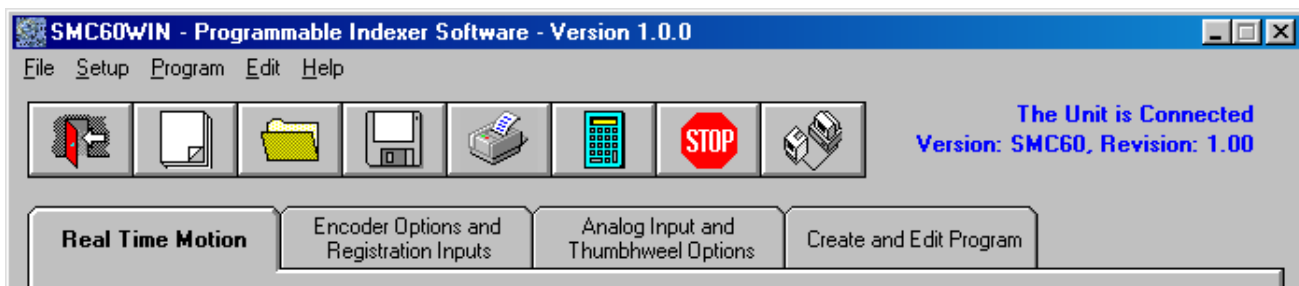 SMC60WIN - Programmable Indexer Software - Version 1.0.0
File Setup Program Edit Help
STOP
The Unit is Connected
Version: SMC60, Revision: 1.00
Real Time Motion
Encoder Options and
Registration Inputs
Analog Input and
Thumbhweel Options
Create and Edit Program